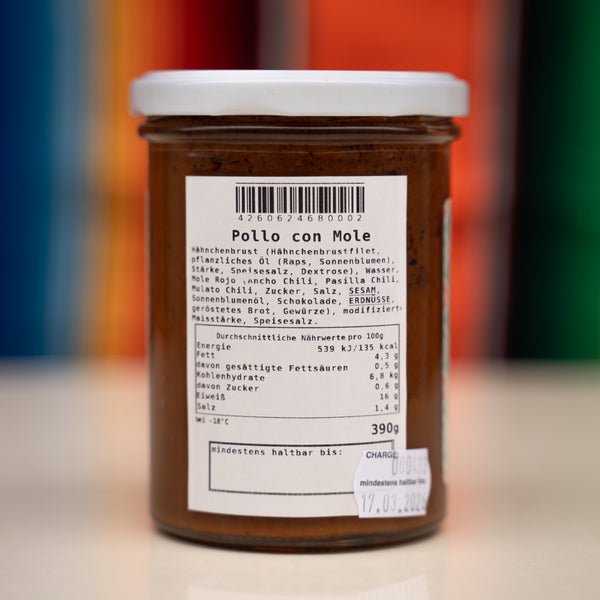 4260624680002
Pollo con Mole
Hähnchenbrust (Hähnchenbrustfilet,
pflanzliches Öl (Raps, Sonnenblumen),
Stärke, Speisesalz, Dextrose), Wasser,
Mole Rojo (Ancho Chili, Pasilla Chili,
Mulato Chili, Zucker, Salz, SESAM,
Sonnenblumenöl, Schokolade, ERDNÜSSE,
geröstetes Brot, Gewürze), modifizierte
Maisstärke, Speisesalz.
Durchschnittliche Nährwerte pro 100g
Energie 539 kJ/135 kcal
Fett 4,3 g
davon gesättigte Fettsäuren 0,5 g
Kohlenhydrate 6,8 kg
davon Zucker 0,6 g
Eiweiß 16 g
Salz 1,4 g
bei -18°C
390g
mindestens haltbar bis:
CHARGE:
mindestens haltbar bis: